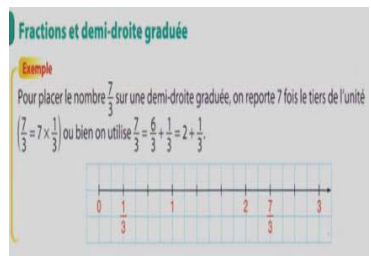 Fractions et demi-droite graduée
Exemple
Pour placer le nombre 7/3 sur une demi-droite graduée, on reporte 7 fois le tiers de l'unité
(7/3 = 7 × 1/3) ou bien on utilise 7/3 = 6/3 + 1/3 = 2 + 1/3.
0 1/3 1 2 7/3 3